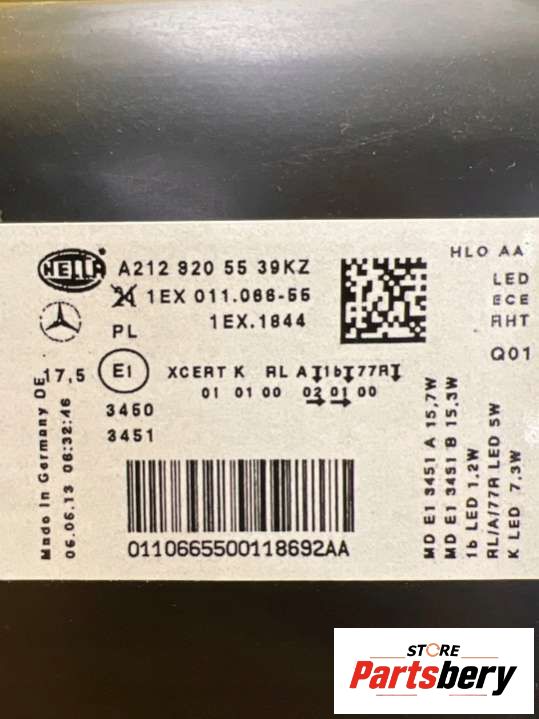 HELLA
A212 820 55 39KZ
1EX 011.066-55
1EX.1844
PL
HLO AA
LED
ECE
RHT
Q01
17,5
E1
XCERT K RL A 1b 77R
01 01 00 02 01 00
3450
3451
Made in Germany DE
06.05.13 06:32:46
0110665500118692AA
MD E1 3451 A 15,7W
MD E1 3451 B 15,3W
1b LED 1,2W
RL/A/77R LED 5W
K LED 7,3W
STORE
Partsbery